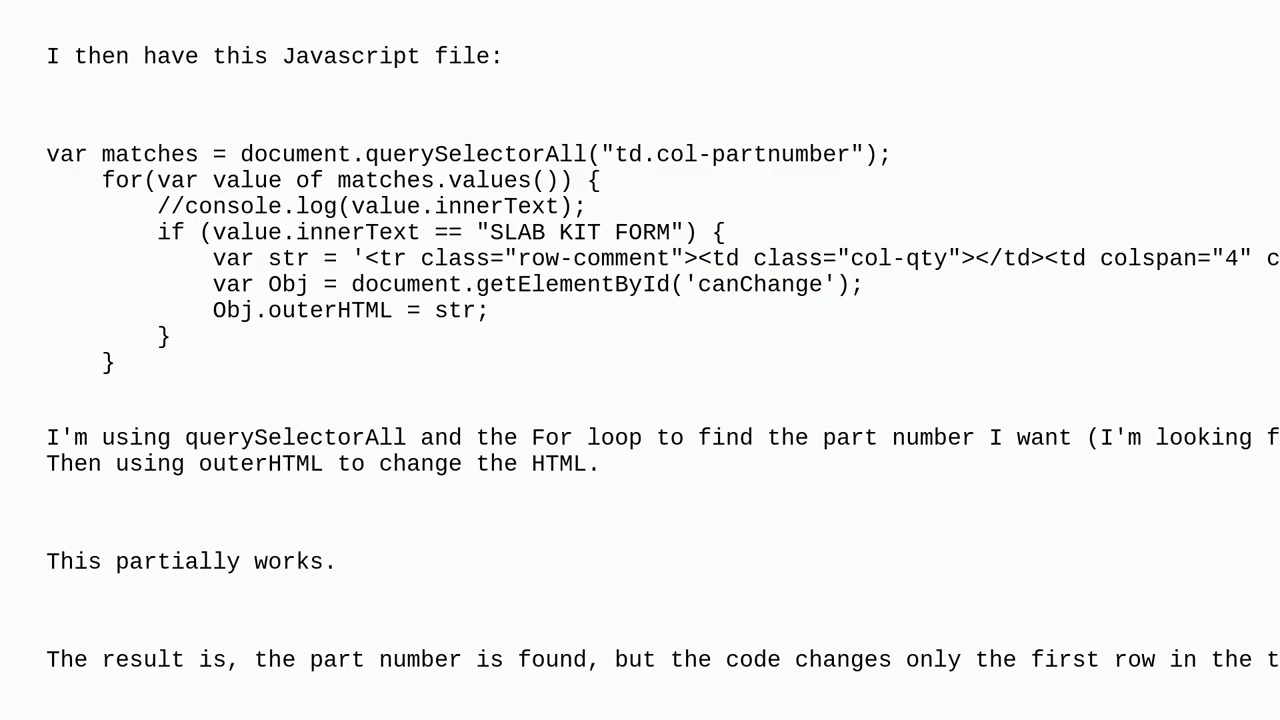 I then have this Javascript file:
var matches = document.querySelectorAll("td.col-partnumber");
    for(var value of matches.values()) {
        //console.log(value.innerText);
        if (value.innerText == "SLAB KIT FORM") {
            var str = '<tr class="row-comment"><td class="col-qty"></td><td colspan="4" c
            var Obj = document.getElementById('canChange');
            Obj.outerHTML = str;
        }
    }
I'm using querySelectorAll and the For loop to find the part number I want (I'm looking f
Then using outerHTML to change the HTML.
This partially works.
The result is, the part number is found, but the code changes only the first row in the t